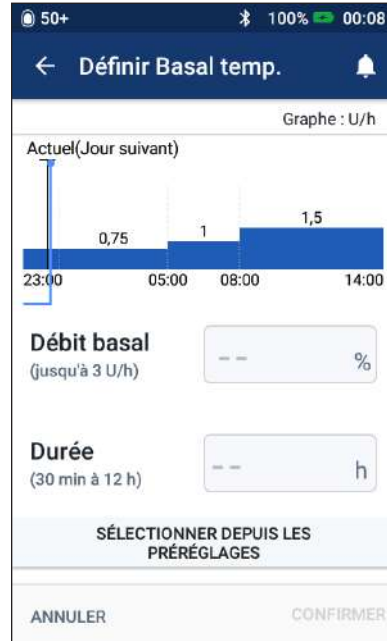 50+ 100% 00:08
Définir Basal temp.
Graphe : U/h
Actuel(Jour suivant)
0,75 1 1,5
23:00 05:00 08:00 14:00
Débit basal
(jusqu'à 3 U/h)
-- %
Durée
(30 min à 12 h)
-- h
SÉLECTIONNER DEPUIS LES
PRÉRÉGLAGES
ANNULER CONFIRMER